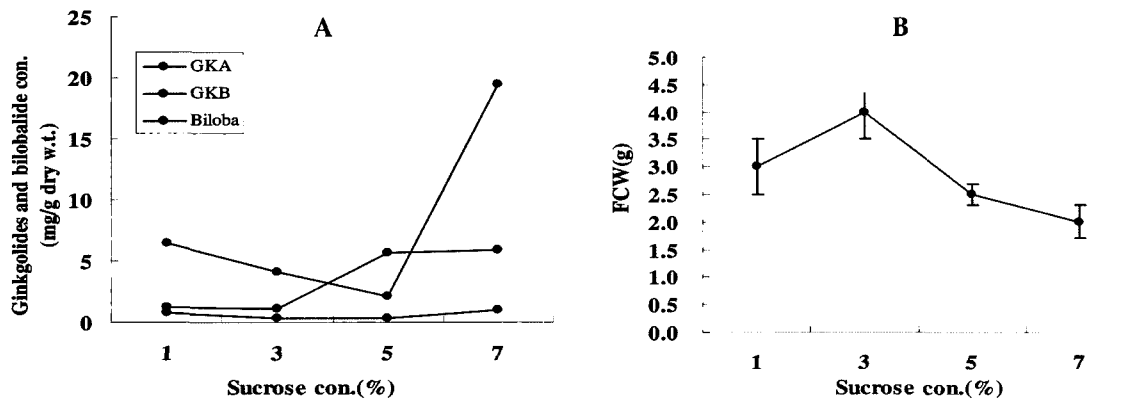 A
25
20
15
10
5
0
Ginkgolides and bilobalide con.
(mg/g dry w.t.)
GKA
GKB
Biloba
1 3 5 7
Sucrose con.(%)
B
5.0
4.5
4.0
3.5
3.0
2.5
2.0
1.5
1.0
0.5
0.0
FCW(g)
1 3 5 7
Sucrose con.(%)